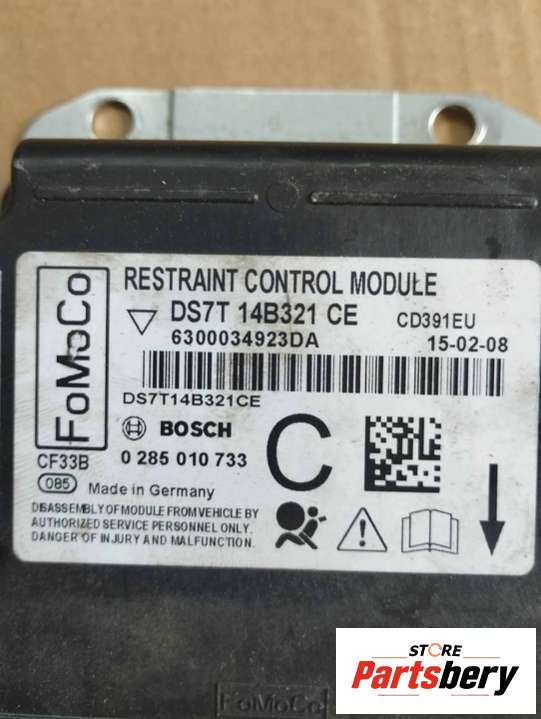 FoMoCo
RESTRAINT CONTROL MODULE
DS7T 14B321 CE CD391EU
6300034923DA 15-02-08
DS7T14B321CE
BOSCH
C
CF33B
0 285 010 733
085
Made in Germany
DISASSEMBLY OF MODULE FROM VEHICLE BY
AUTHORIZED SERVICE PERSONNEL ONLY.
DANGER OF INJURY AND MALFUNCTION.
FoMoCo
STORE
Partsbery